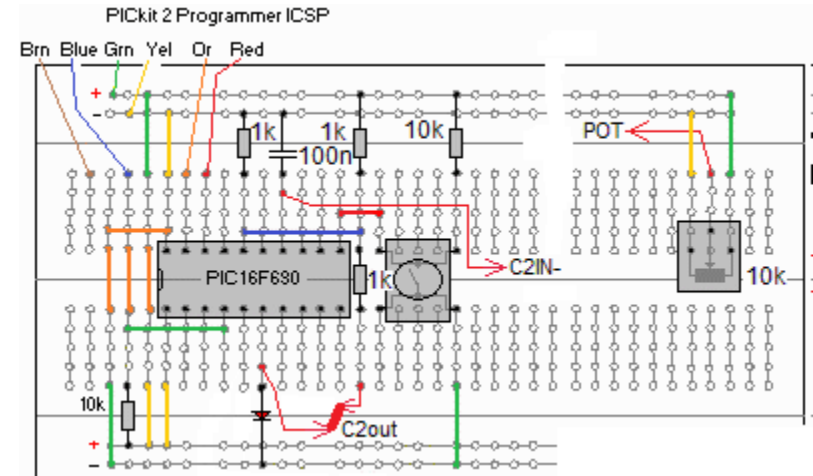 PICkit 2 Programmer ICSP
Brn Blue Grn Yel Or Red
+
−
1k 1k 10k
100n
POT
C2IN-
PIC16F690
1k
10k
10k
C2out
+
−